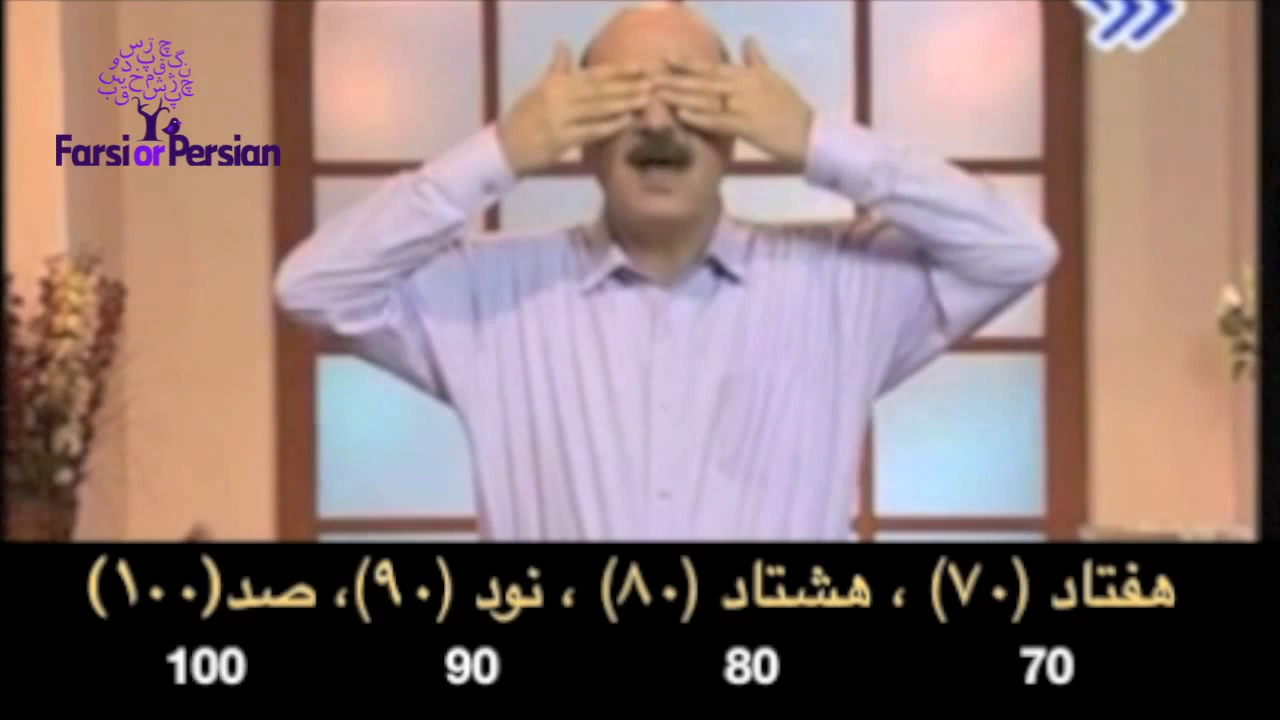 Farsi or Persian
هفتاد (۷۰) ، هشتاد (۸۰) ، نود (۹۰)، صد(۱۰۰)
100 90 80 70